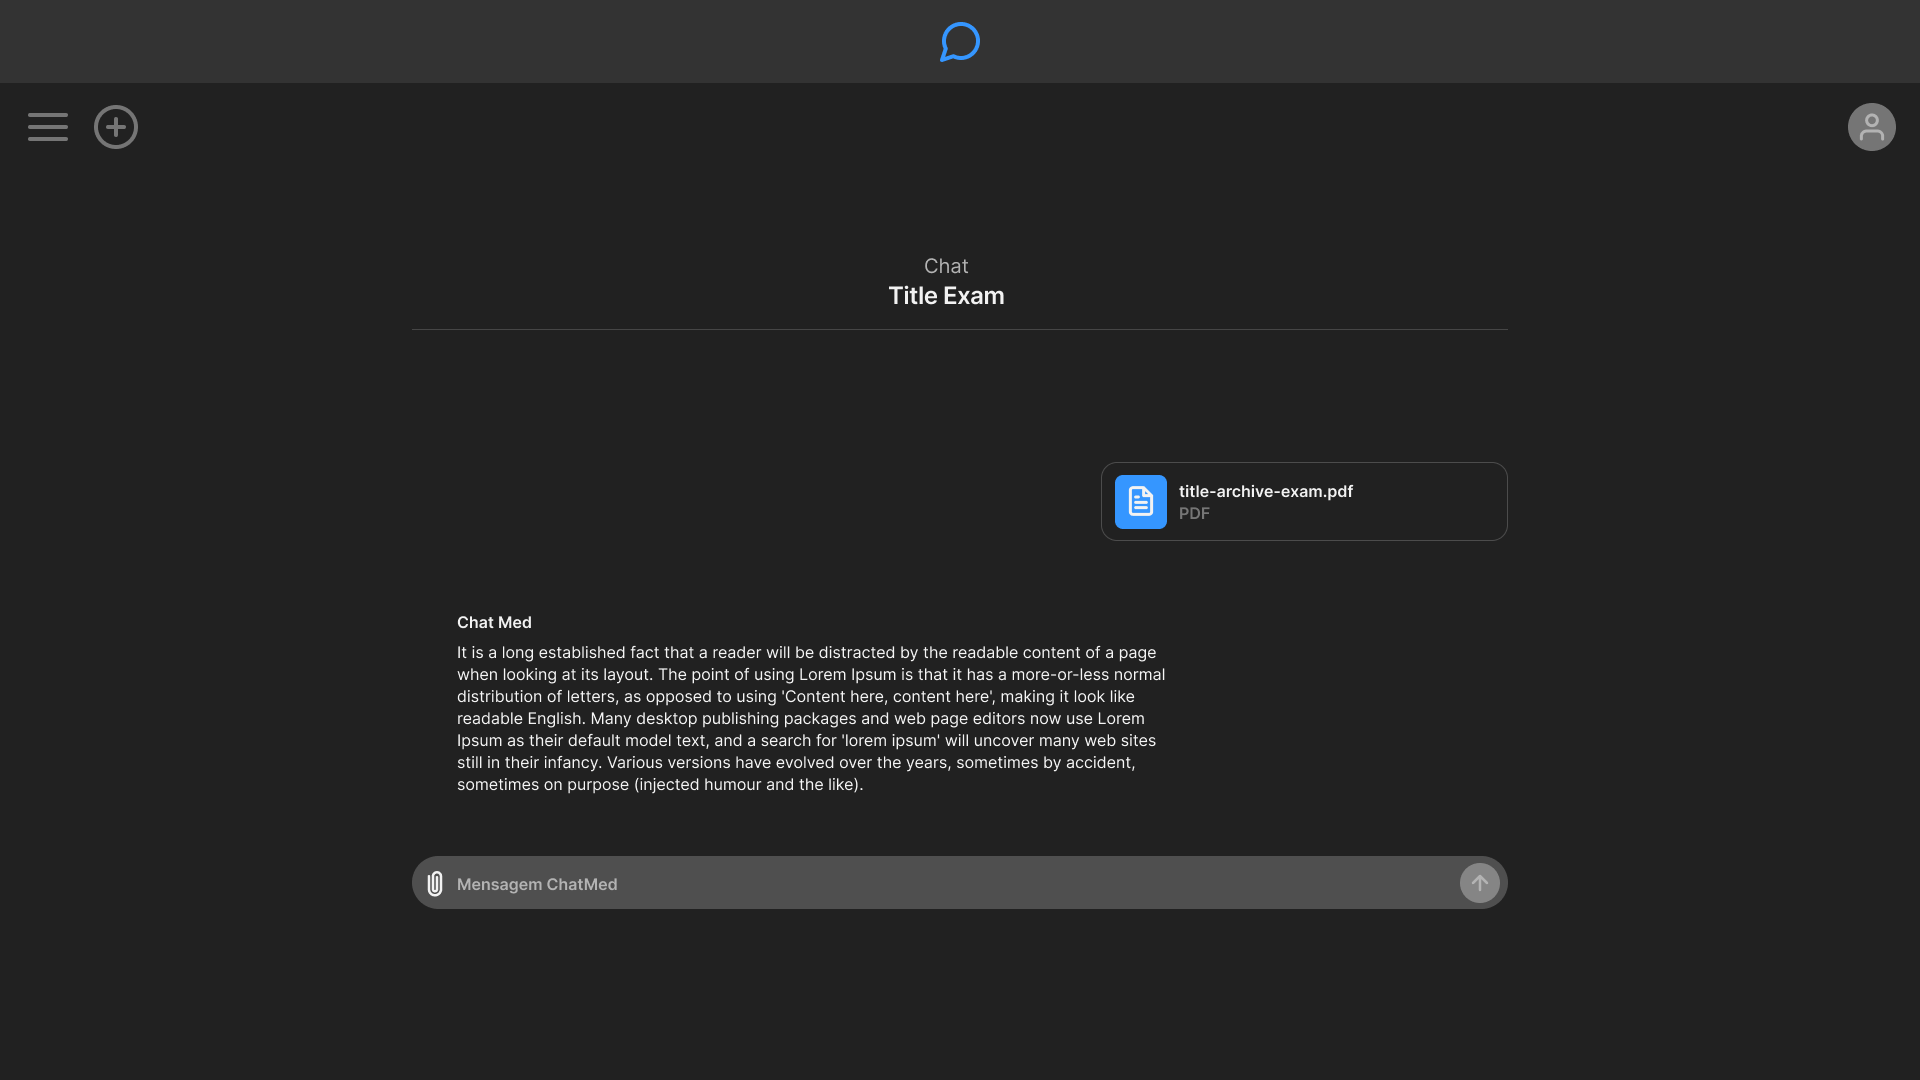 Chat
Title Exam
title-archive-exam.pdf
PDF
Chat Med
It is a long established fact that a reader will be distracted by the readable content of a page
when looking at its layout. The point of using Lorem Ipsum is that it has a more-or-less normal
distribution of letters, as opposed to using 'Content here, content here', making it look like
readable English. Many desktop publishing packages and web page editors now use Lorem
Ipsum as their default model text, and a search for 'lorem ipsum' will uncover many web sites
still in their infancy. Various versions have evolved over the years, sometimes by accident,
sometimes on purpose (injected humour and the like).
Mensagem ChatMed